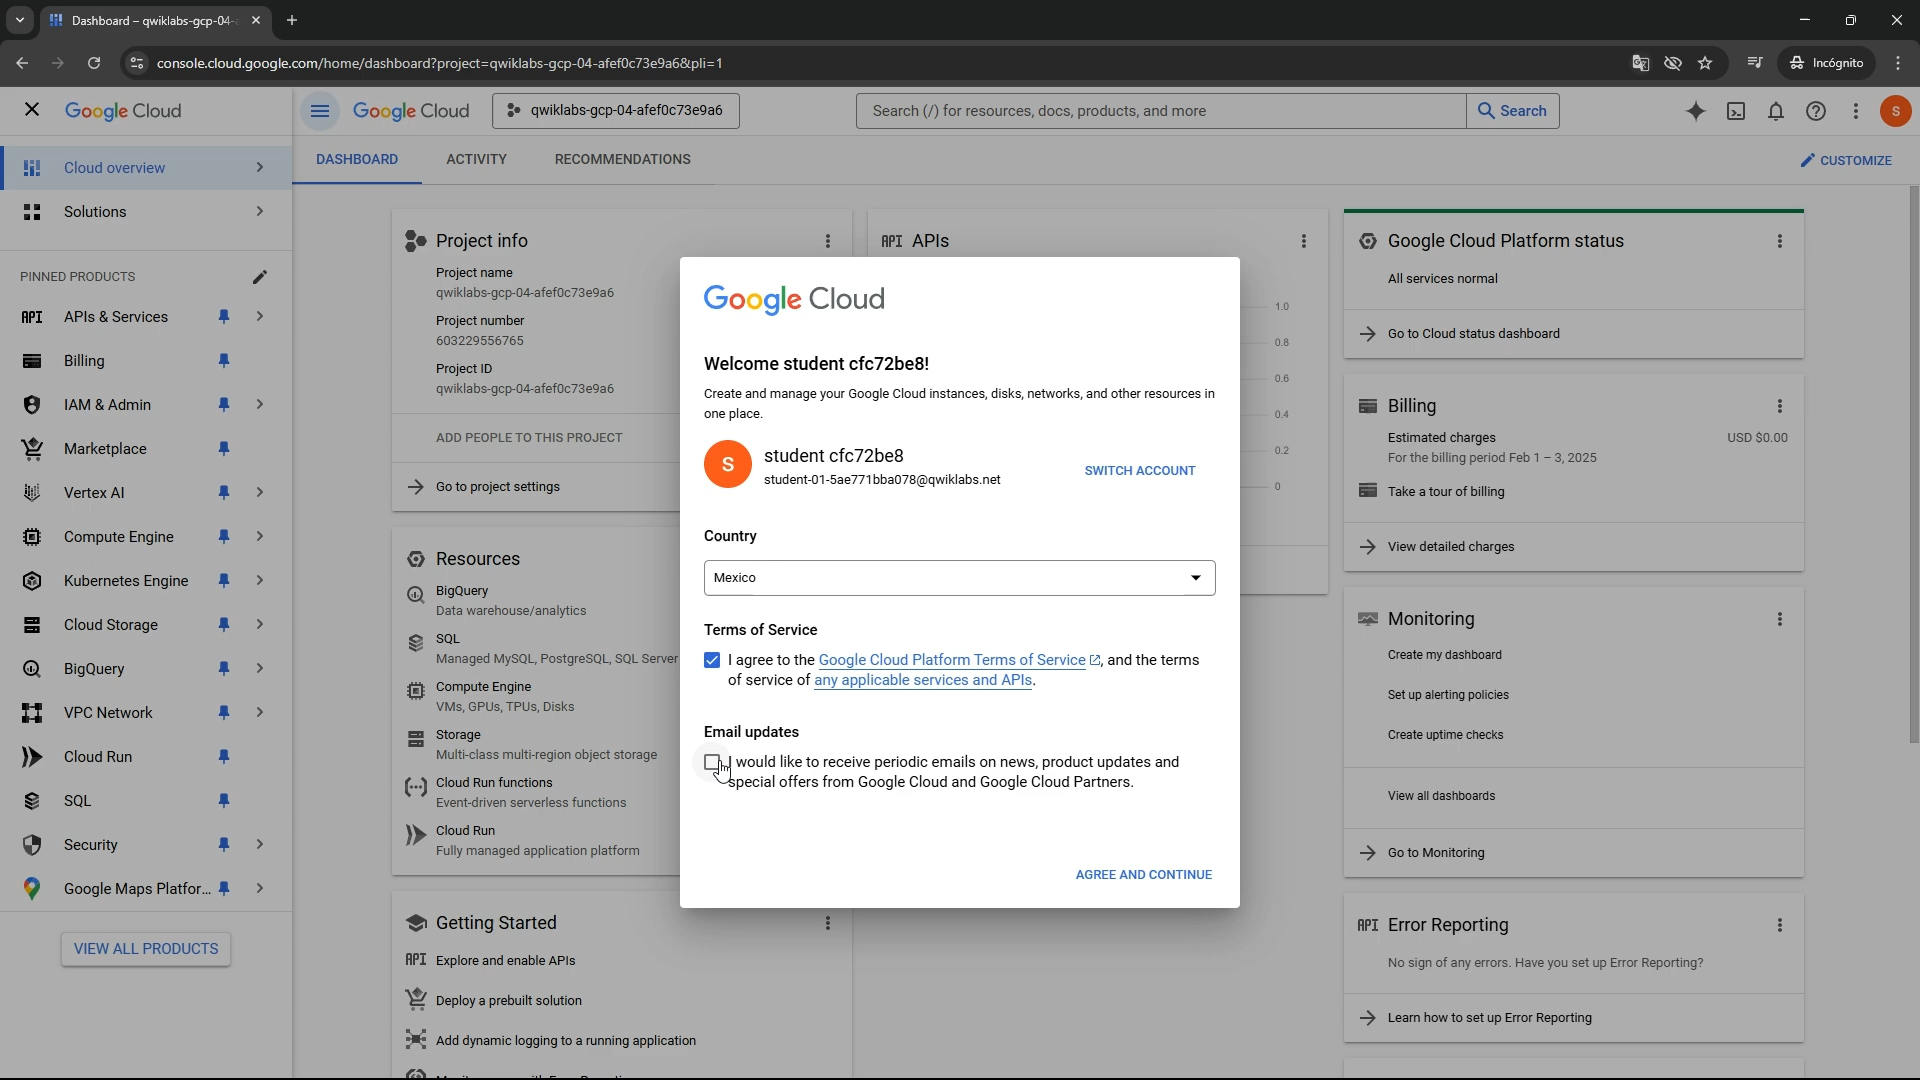 Dashboard – qwiklabs-gcp-04-
console.cloud.google.com/home/dashboard?project=qwiklabs-gcp-04-afef0c73e9a6&pli=1
Incógnito
Google Cloud
Google Cloud
qwiklabs-gcp-04-afef0c73e9a6
Search (/) for resources, docs, products, and more
Search
S
Cloud overview
Solutions
PINNED PRODUCTS
API APIs & Services
Billing
IAM & Admin
Marketplace
Vertex AI
Compute Engine
Kubernetes Engine
Cloud Storage
BigQuery
VPC Network
Cloud Run
SQL
Security
Google Maps Platfor...
VIEW ALL PRODUCTS
DASHBOARD
ACTIVITY
RECOMMENDATIONS
CUSTOMIZE
Project info
Project name
qwiklabs-gcp-04-afef0c73e9a6
Project number
603229556765
Project ID
qwiklabs-gcp-04-afef0c73e9a6
ADD PEOPLE TO THIS PROJECT
Go to project settings
Resources
BigQuery
Data warehouse/analytics
SQL
Managed MySQL, PostgreSQL, SQL Server
Compute Engine
VMs, GPUs, TPUs, Disks
Storage
Multi-class multi-region object storage
Cloud Run functions
Event-driven serverless functions
Cloud Run
Fully managed application platform
Getting Started
API Explore and enable APIs
Deploy a prebuilt solution
Add dynamic logging to a running application
API APIs
1.0
0.8
0.6
0.4
0.2
0
Google Cloud
Welcome student cfc72be8!
Create and manage your Google Cloud instances, disks, networks, and other resources in
one place.
S
student cfc72be8
student-01-5ae771bba078@qwiklabs.net
SWITCH ACCOUNT
Country
Mexico
Terms of Service
I agree to the Google Cloud Platform Terms of Service, and the terms
of service of any applicable services and APIs.
Email updates
I would like to receive periodic emails on news, product updates and
special offers from Google Cloud and Google Cloud Partners.
AGREE AND CONTINUE
Google Cloud Platform status
All services normal
Go to Cloud status dashboard
Billing
Estimated charges
USD $0.00
For the billing period Feb 1 – 3, 2025
Take a tour of billing
View detailed charges
Monitoring
Create my dashboard
Set up alerting policies
Create uptime checks
View all dashboards
Go to Monitoring
API Error Reporting
No sign of any errors. Have you set up Error Reporting?
Learn how to set up Error Reporting